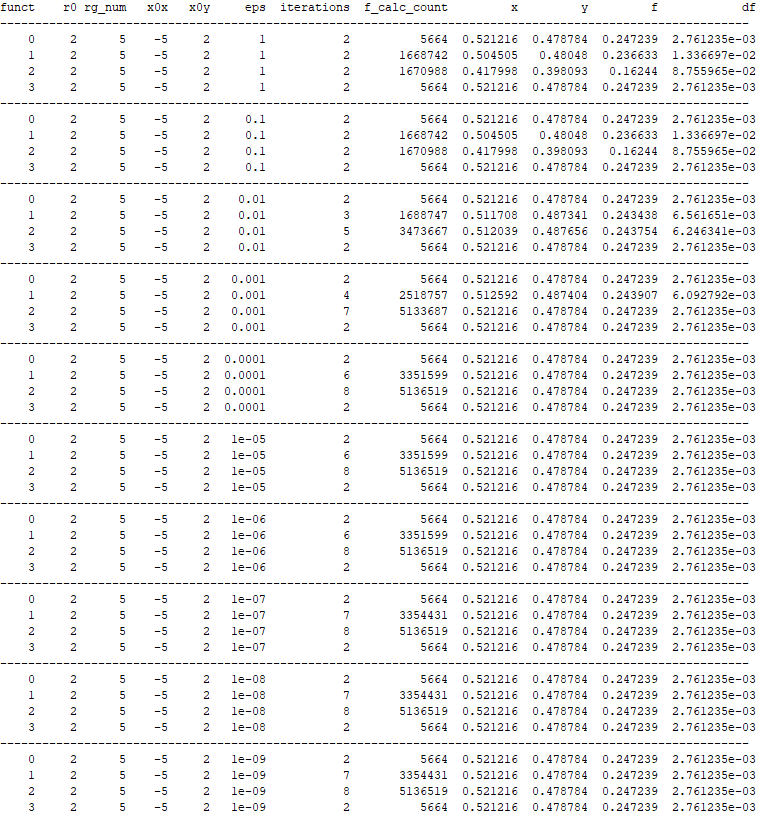 funct r0 rg_num x0x x0y eps iterations f_calc_count x y f df
--------------------------------------------------------------------------------------------------------------
0 2 5 -5 2 1 2 5664 0.521216 0.478784 0.247239 2.761235e-03
1 2 5 -5 2 1 2 1668742 0.504505 0.48048 0.236633 1.336697e-02
2 2 5 -5 2 1 2 1670988 0.417998 0.398093 0.16244 8.755965e-02
3 2 5 -5 2 1 2 5664 0.521216 0.478784 0.247239 2.761235e-03
--------------------------------------------------------------------------------------------------------------
0 2 5 -5 2 0.1 2 5664 0.521216 0.478784 0.247239 2.761235e-03
1 2 5 -5 2 0.1 2 1668742 0.504505 0.48048 0.236633 1.336697e-02
2 2 5 -5 2 0.1 2 1670988 0.417998 0.398093 0.16244 8.755965e-02
3 2 5 -5 2 0.1 2 5664 0.521216 0.478784 0.247239 2.761235e-03
--------------------------------------------------------------------------------------------------------------
0 2 5 -5 2 0.01 2 5664 0.521216 0.478784 0.247239 2.761235e-03
1 2 5 -5 2 0.01 3 1688747 0.511708 0.487341 0.243438 6.561651e-03
2 2 5 -5 2 0.01 5 3473667 0.512039 0.487656 0.243754 6.246341e-03
3 2 5 -5 2 0.01 2 5664 0.521216 0.478784 0.247239 2.761235e-03
--------------------------------------------------------------------------------------------------------------
0 2 5 -5 2 0.001 2 5664 0.521216 0.478784 0.247239 2.761235e-03
1 2 5 -5 2 0.001 4 2518757 0.512592 0.487404 0.243907 6.092792e-03
2 2 5 -5 2 0.001 7 5133687 0.521216 0.478784 0.247239 2.761235e-03
3 2 5 -5 2 0.001 2 5664 0.521216 0.478784 0.247239 2.761235e-03
--------------------------------------------------------------------------------------------------------------
0 2 5 -5 2 0.0001 2 5664 0.521216 0.478784 0.247239 2.761235e-03
1 2 5 -5 2 0.0001 6 3351599 0.521216 0.478784 0.247239 2.761235e-03
2 2 5 -5 2 0.0001 8 5136519 0.521216 0.478784 0.247239 2.761235e-03
3 2 5 -5 2 0.0001 2 5664 0.521216 0.478784 0.247239 2.761235e-03
--------------------------------------------------------------------------------------------------------------
0 2 5 -5 2 1e-05 2 5664 0.521216 0.478784 0.247239 2.761235e-03
1 2 5 -5 2 1e-05 6 3351599 0.521216 0.478784 0.247239 2.761235e-03
2 2 5 -5 2 1e-05 8 5136519 0.521216 0.478784 0.247239 2.761235e-03
3 2 5 -5 2 1e-05 2 5664 0.521216 0.478784 0.247239 2.761235e-03
--------------------------------------------------------------------------------------------------------------
0 2 5 -5 2 1e-06 2 5664 0.521216 0.478784 0.247239 2.761235e-03
1 2 5 -5 2 1e-06 6 3351599 0.521216 0.478784 0.247239 2.761235e-03
2 2 5 -5 2 1e-06 8 5136519 0.521216 0.478784 0.247239 2.761235e-03
3 2 5 -5 2 1e-06 2 5664 0.521216 0.478784 0.247239 2.761235e-03
--------------------------------------------------------------------------------------------------------------
0 2 5 -5 2 1e-07 2 5664 0.521216 0.478784 0.247239 2.761235e-03
1 2 5 -5 2 1e-07 7 3354431 0.521216 0.478784 0.247239 2.761235e-03
2 2 5 -5 2 1e-07 8 5136519 0.521216 0.478784 0.247239 2.761235e-03
3 2 5 -5 2 1e-07 2 5664 0.521216 0.478784 0.247239 2.761235e-03
--------------------------------------------------------------------------------------------------------------
0 2 5 -5 2 1e-08 2 5664 0.521216 0.478784 0.247239 2.761235e-03
1 2 5 -5 2 1e-08 7 3354431 0.521216 0.478784 0.247239 2.761235e-03
2 2 5 -5 2 1e-08 8 5136519 0.521216 0.478784 0.247239 2.761235e-03
3 2 5 -5 2 1e-08 2 5664 0.521216 0.478784 0.247239 2.761235e-03
--------------------------------------------------------------------------------------------------------------
0 2 5 -5 2 1e-09 2 5664 0.521216 0.478784 0.247239 2.761235e-03
1 2 5 -5 2 1e-09 7 3354431 0.521216 0.478784 0.247239 2.761235e-03
2 2 5 -5 2 1e-09 8 5136519 0.521216 0.478784 0.247239 2.761235e-03
3 2 5 -5 2 1e-09 2 5664 0.521216 0.478784 0.247239 2.761235e-03